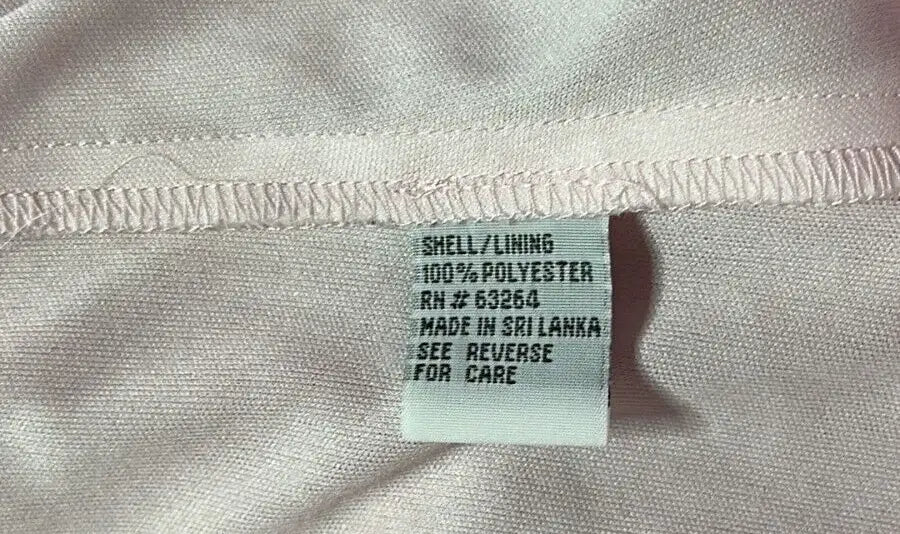 SHELL/LINING
100% POLYESTER
RN # 63264
MADE IN SRI LANKA
SEE REVERSE
FOR CARE